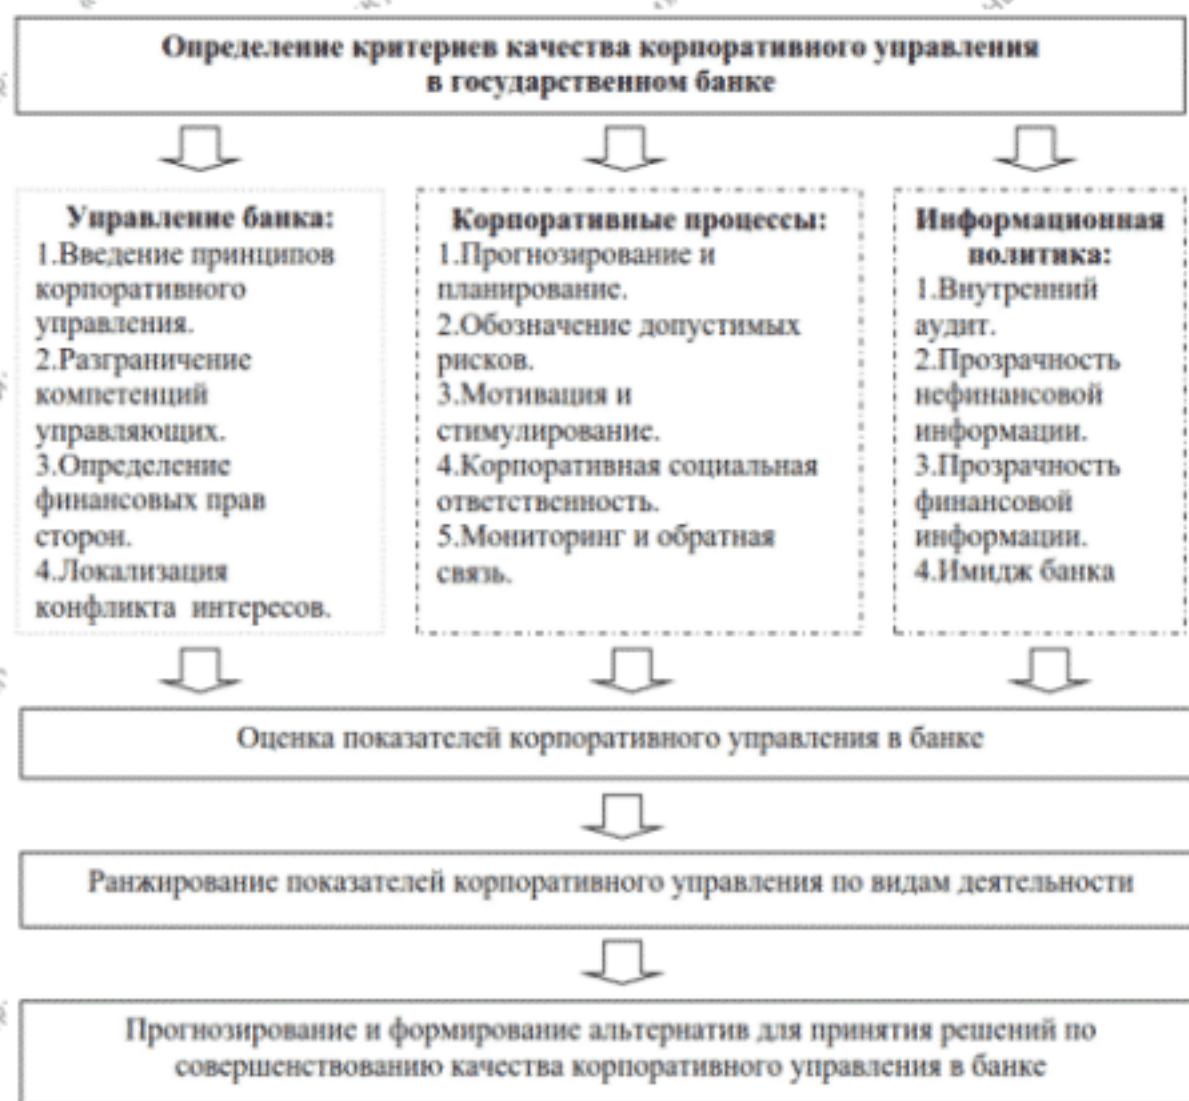 Определение критериев качества корпоративного управления
в государственном банке
Управление банка:
1.Введение принципов
корпоративного
управления.
2.Разграничение
компетенций
управляющих.
3.Определение
финансовых прав
сторон.
4.Локализация
конфликта интересов.
Корпоративные процессы:
1.Прогнозирование и
планирование.
2.Обозначение допустимых
рисков.
3.Мотивация и
стимулирование.
4.Корпоративная социальная
ответственность.
5.Мониторинг и обратная
связь.
Информационная
политика:
1.Внутренний
аудит.
2.Прозрачность
нефинансовой
информации.
3.Прозрачность
финансовой
информации.
4.Имидж банка
Оценка показателей корпоративного управления в банке
Ранжирование показателей корпоративного управления по видам деятельности
Прогнозирование и формирование альтернатив для принятия решений по
совершенствованию качества корпоративного управления в банке